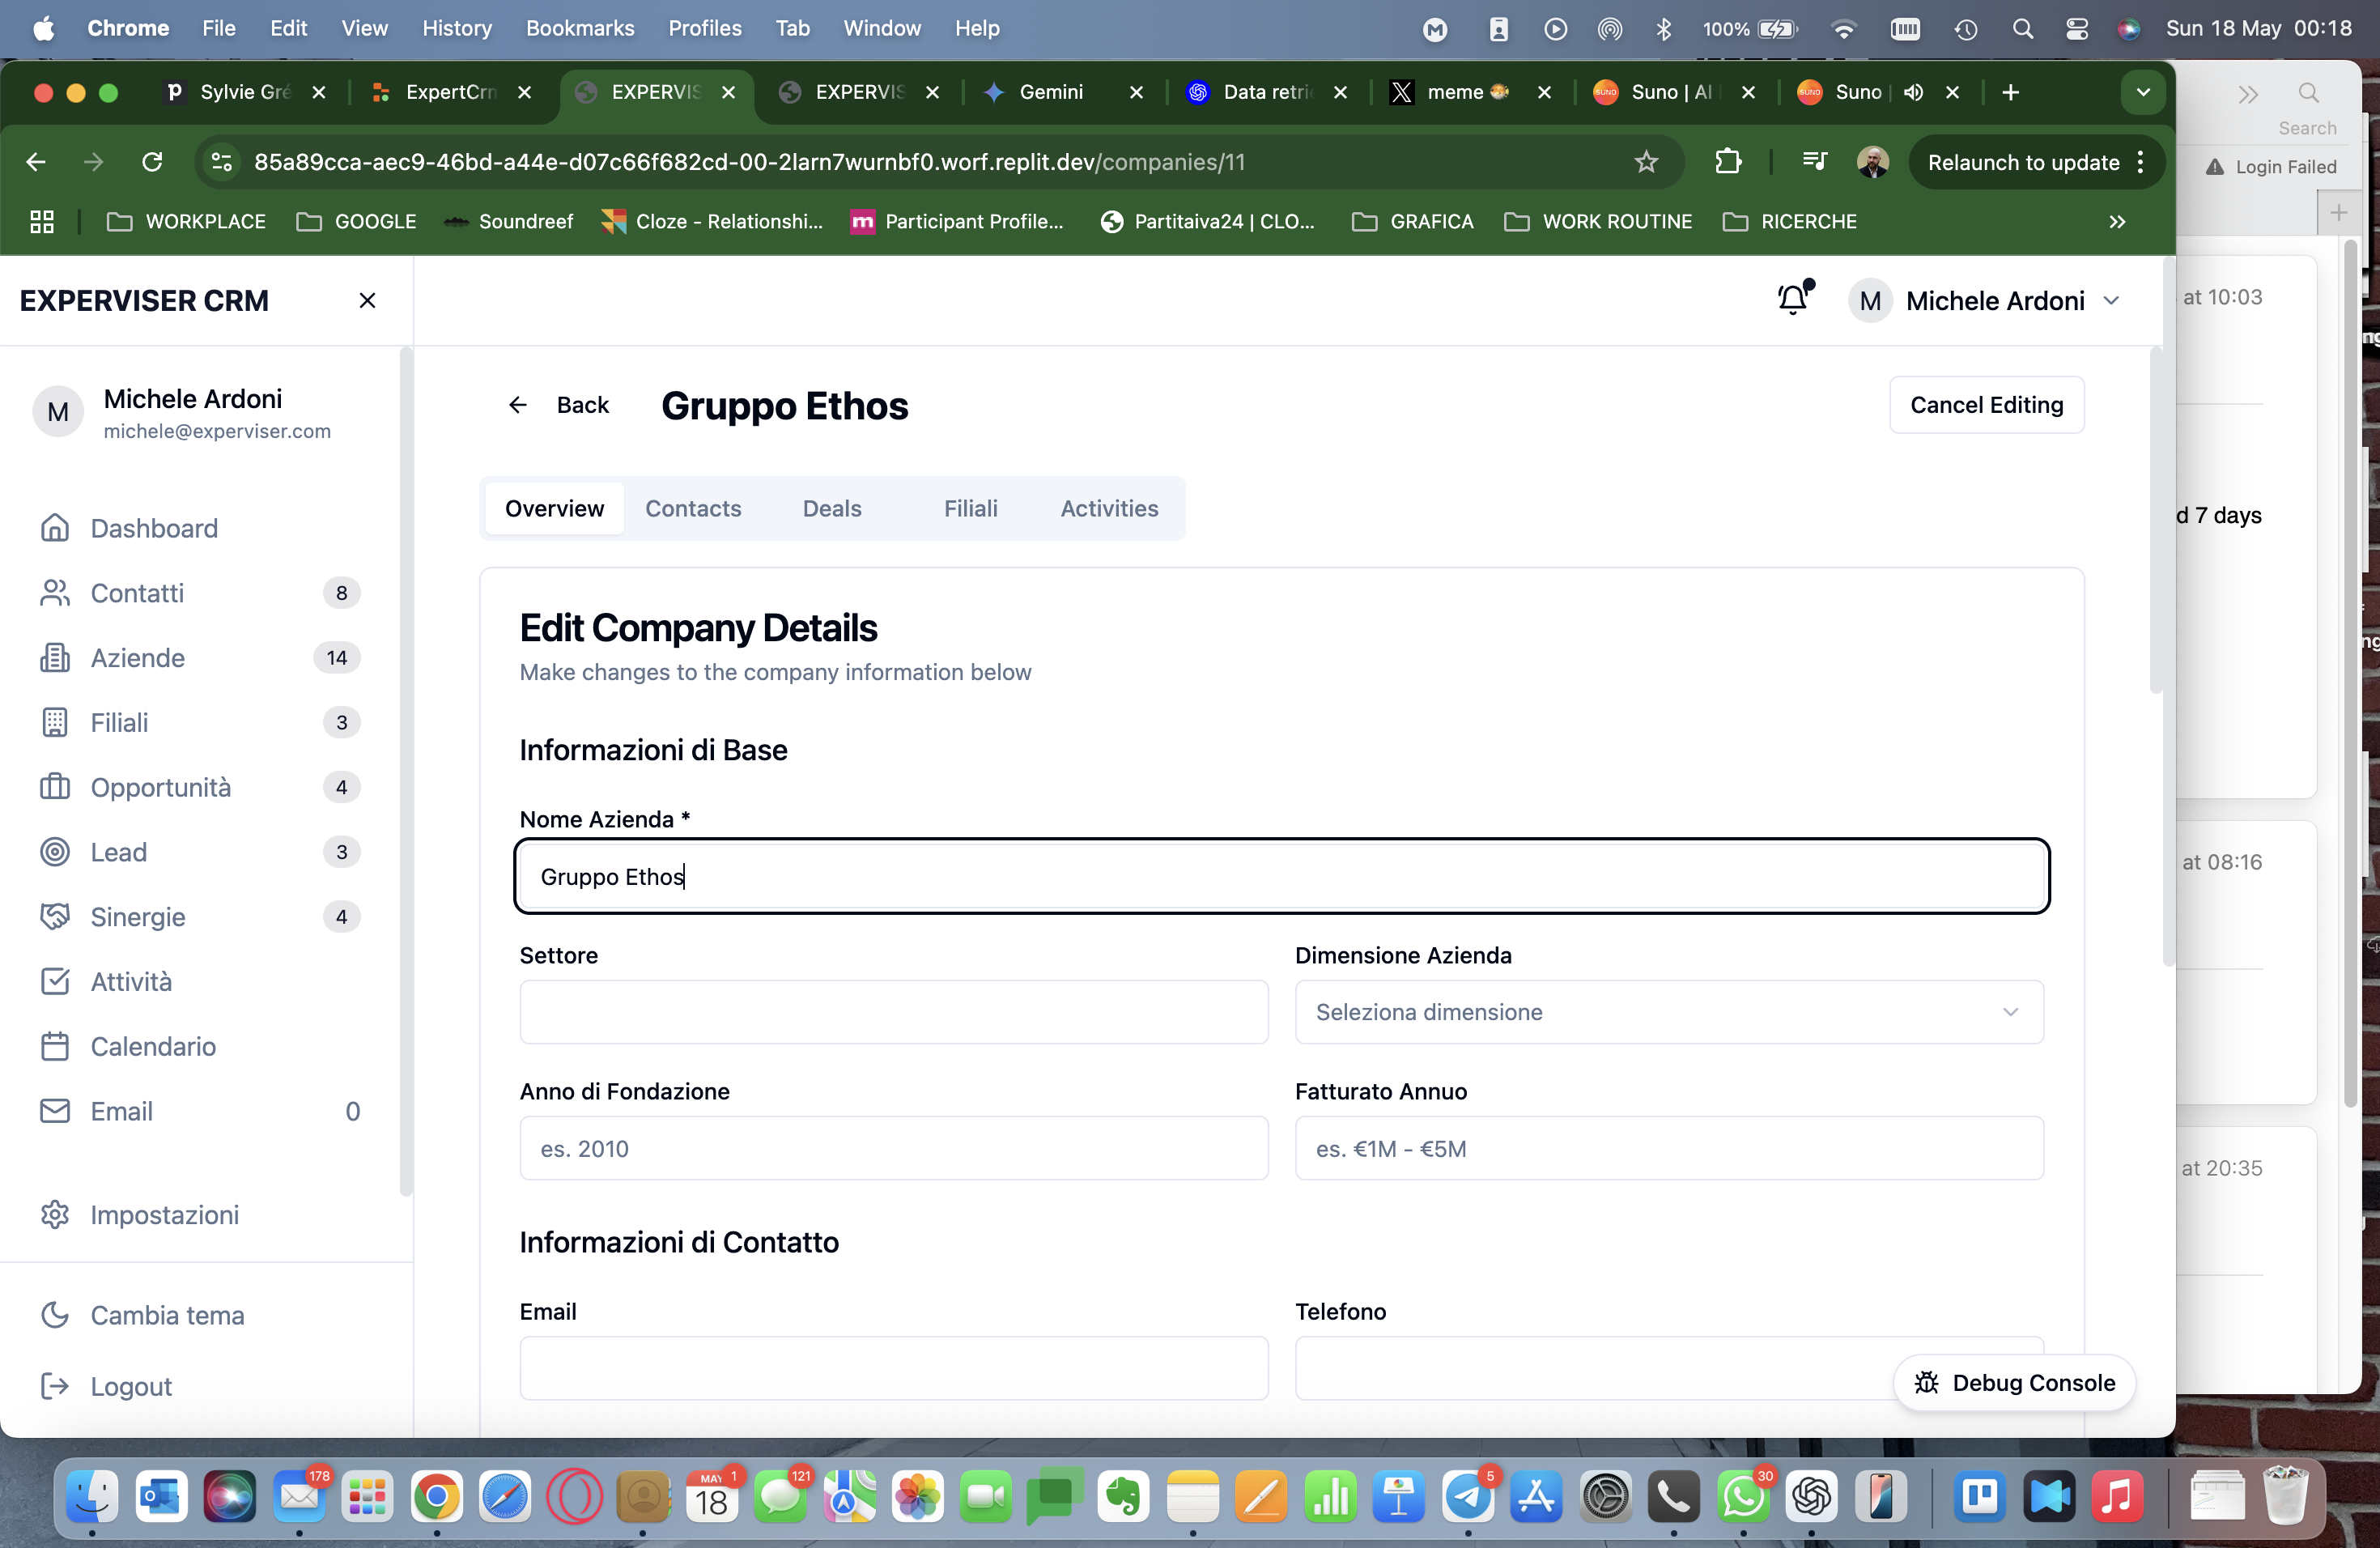 Chrome File Edit View History Bookmarks Profiles Tab Window Help 100% Sun 18 May 00:18
Sylvie Gré ExpertCrm EXPERVIS EXPERVIS Gemini Data retri meme Suno | AI Suno |
85a89cca-aec9-46bd-a44e-d07c66f682cd-00-2larn7wurnbf0.worf.replit.dev/companies/11 Relaunch to update
WORKPLACE GOOGLE Soundreef Cloze - Relationshi... Participant Profile... Partitaiva24 | CLO... GRAFICA WORK ROUTINE RICERCHE
Search
Login Failed
EXPERVISER CRM
M Michele Ardoni
M
Michele Ardoni
michele@experviser.com
Dashboard
Contatti 8
Aziende 14
Filiali 3
Opportunità 4
Lead 3
Sinergie 4
Attività
Calendario
Email 0
Impostazioni
Cambia tema
Logout
Back Gruppo Ethos Cancel Editing
Overview Contacts Deals Filiali Activities
Edit Company Details
Make changes to the company information below
Informazioni di Base
Nome Azienda *
Gruppo Ethos
Settore Dimensione Azienda
Seleziona dimensione
Anno di Fondazione Fatturato Annuo
es. 2010 es. €1M - €5M
Informazioni di Contatto
Email Telefono
Debug Console
at 10:03
d 7 days
at 08:16
at 20:35
178 MAY 1 18 121 5 30